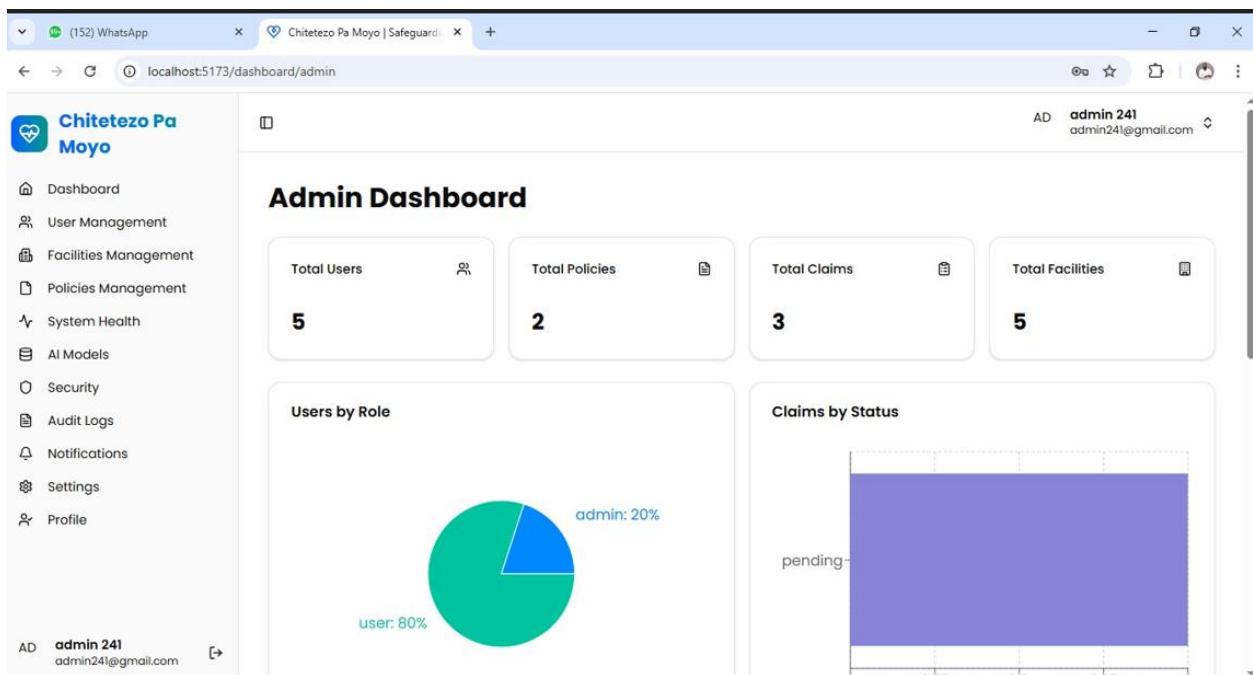 (152) WhatsApp
Chitetezo Pa Moyo | Safeguardi
localhost:5173/dashboard/admin
Chitetezo Pa
Moyo
Dashboard
User Management
Facilities Management
Policies Management
System Health
AI Models
Security
Audit Logs
Notifications
Settings
Profile
AD
admin 241
admin241@gmail.com
AD
admin 241
admin241@gmail.com
Admin Dashboard
Total Users
5
Total Policies
2
Total Claims
3
Total Facilities
5
Users by Role
admin: 20%
user: 80%
Claims by Status
pending